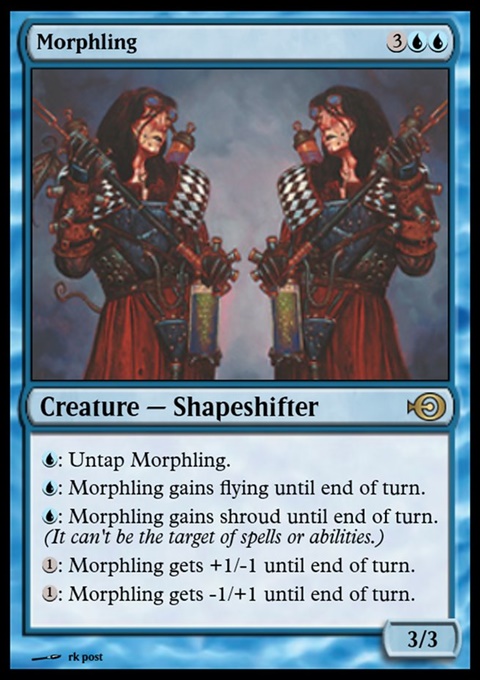 Morphling 3
Creature — Shapeshifter
: Untap Morphling.
: Morphling gains flying until end of turn.
: Morphling gains shroud until end of turn.
(It can't be the target of spells or abilities.)
1: Morphling gets +1/-1 until end of turn.
1: Morphling gets -1/+1 until end of turn.
3/3
rk post